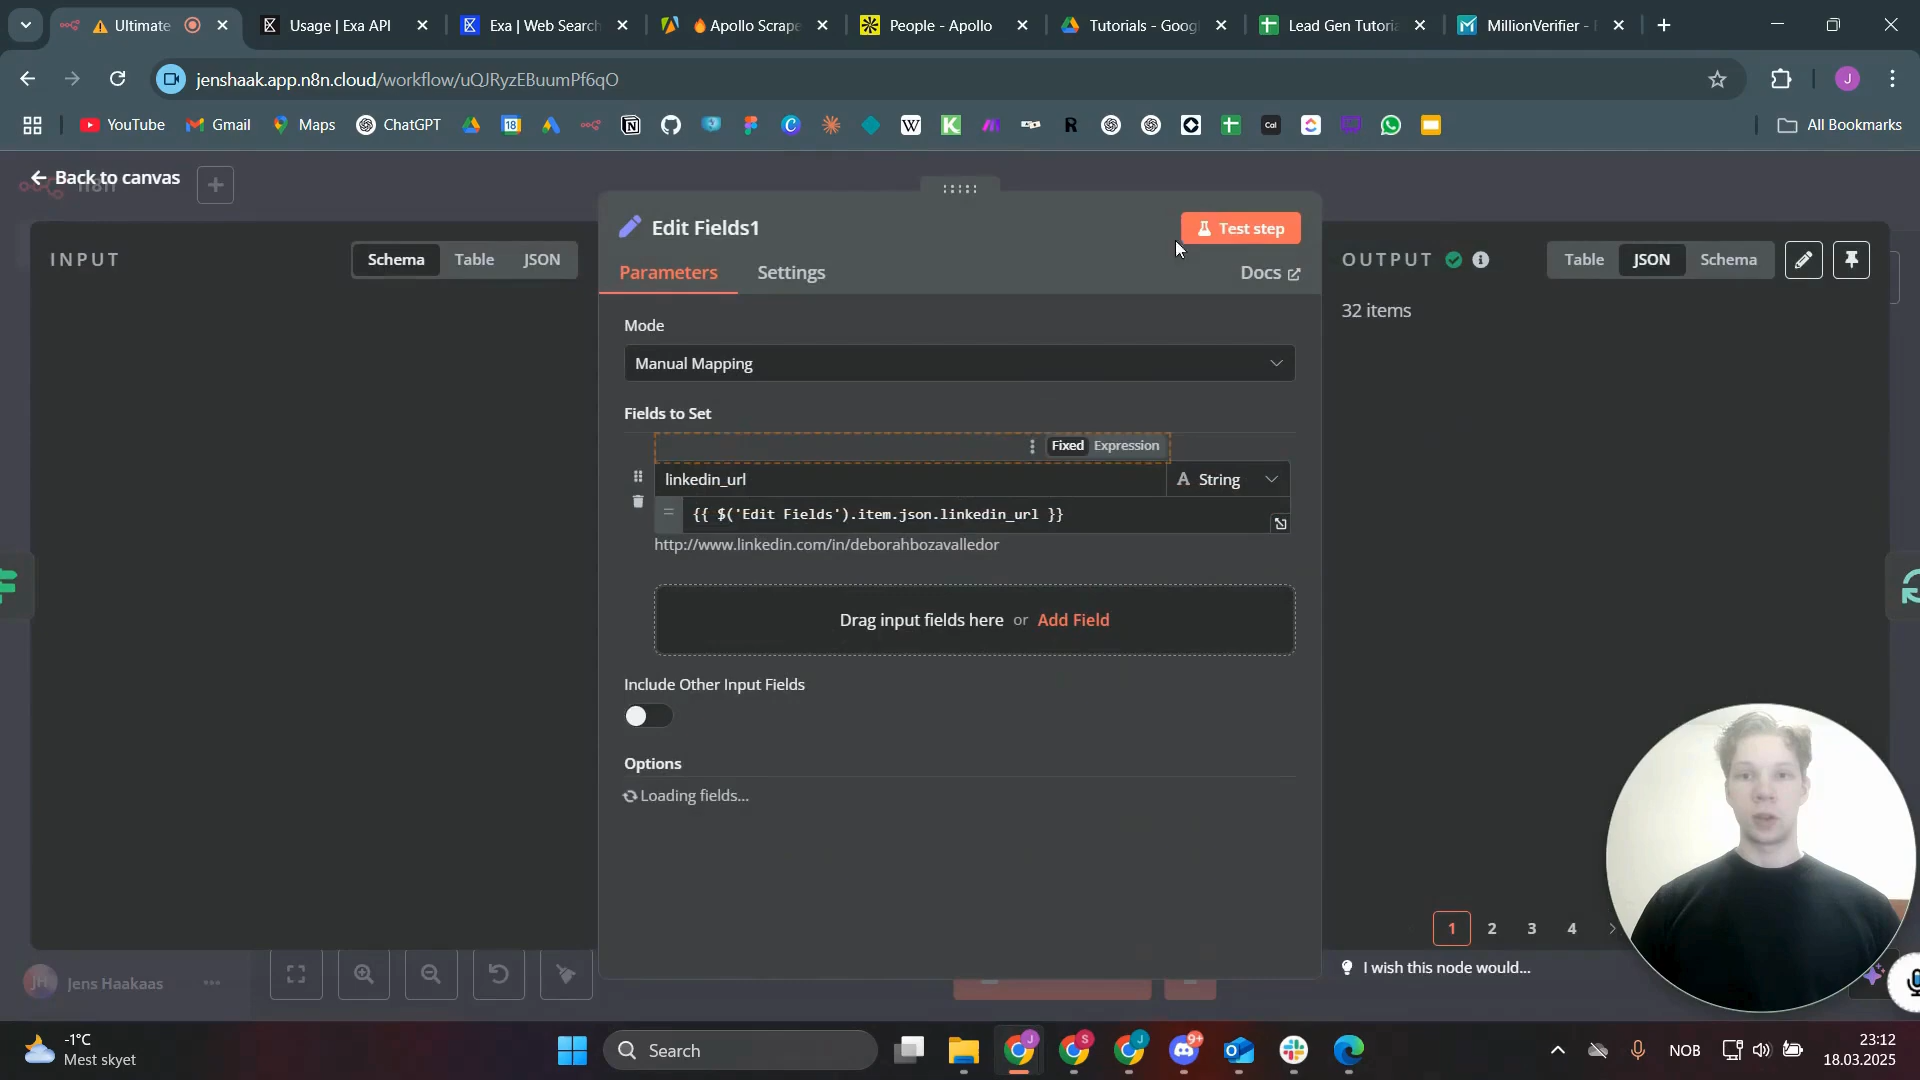 Ultimate
Usage | Exa API
Exa | Web Search
Apollo Scrape
People - Apollo
Tutorials - Goog
Lead Gen Tutoria
MillionVerifier -
jenshaak.app.n8n.cloud/workflow/uQJRyzEBuumPf6qO
J
YouTube
Gmail
Maps
ChatGPT
All Bookmarks
Back to canvas
n8n
Edit Fields1
Test step
INPUT
Schema
Table
JSON
Parameters
Settings
Docs
OUTPUT
Table
JSON
Schema
32 items
Mode
Manual Mapping
Fields to Set
Fixed
Expression
linkedin_url
A String
= {{ $('Edit Fields').item.json.linkedin_url }}
http://www.linkedin.com/in/deborahbozavalledor
Drag input fields here or Add Field
Include Other Input Fields
Options
Loading fields...
1 2 3 4
I wish this node would...
JH Jens Haakaas
-1°C
Mest skyet
Search
NOB
23:12
18.03.2025